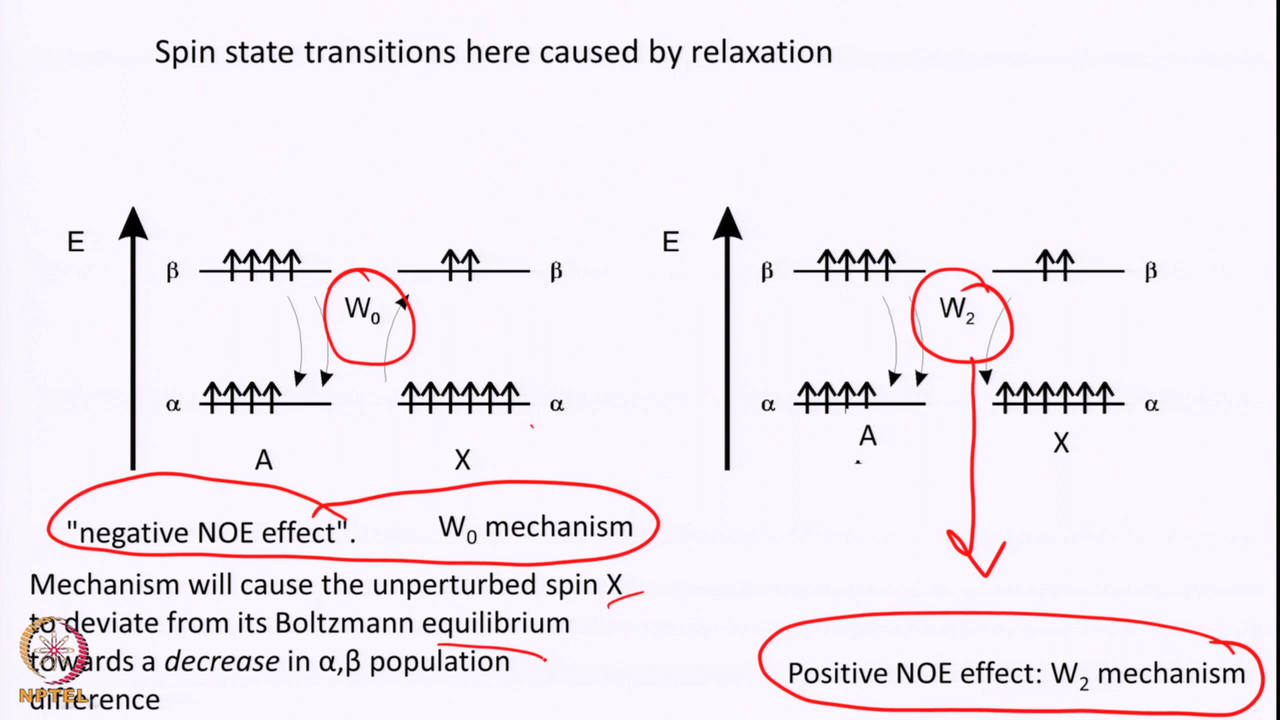 Spin state transitions here caused by relaxation
E
β
β
W₀
α
α
A
X
E
β
β
W₂
α
α
A
X
"negative NOE effect". W₀ mechanism
Mechanism will cause the unperturbed spin X
to deviate from its Boltzmann equilibrium
towards a decrease in α,β population
difference
NPTEL
Positive NOE effect: W₂ mechanism